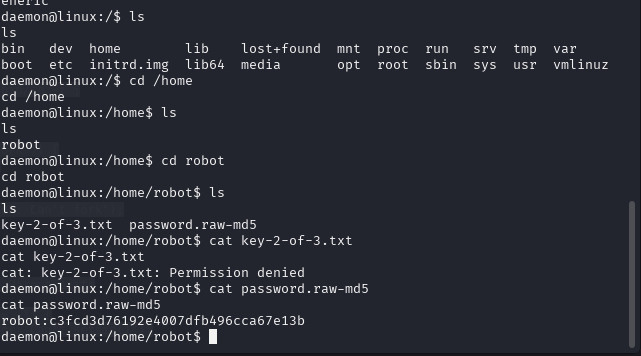 eneric
daemon@linux:/$ ls
ls
bin   dev  home        lib    lost+found  mnt  proc  run   srv  tmp  var
boot  etc  initrd.img  lib64  media       opt  root  sbin  sys  usr  vmlinuz
daemon@linux:/$ cd /home
cd /home
daemon@linux:/home$ ls
ls
robot
daemon@linux:/home$ cd robot
cd robot
daemon@linux:/home/robot$ ls
ls
key-2-of-3.txt  password.raw-md5
daemon@linux:/home/robot$ cat key-2-of-3.txt
cat key-2-of-3.txt
cat: key-2-of-3.txt: Permission denied
daemon@linux:/home/robot$ cat password.raw-md5
cat password.raw-md5
robot:c3fcd3d76192e4007dfb496cca67e13b
daemon@linux:/home/robot$